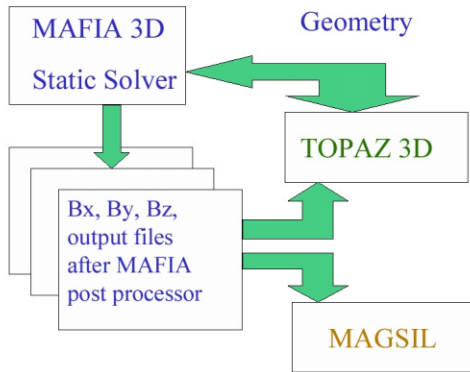 MAFIA 3D
Static Solver
Geometry
TOPAZ 3D
Bx, By, Bz,
output files
after MAFIA
post processor
MAGSIL